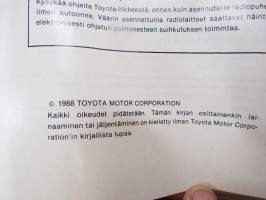 Kysykää ohjeita Toyota-liikkeestä, ennen kuin asennutatte radiopuhe-
limen autoonne. Väärin asennettuina radiolaitteet saattavat häiritä
elektronisesti ohjatun polttonesteen suihkutuksen toimintaa.
© 1988 TOYOTA MOTOR CORPORATION
Kaikki oikeudet pidätetään. Tämän kirjan osittainenkin lai-
naaminen tai jäljentäminen on kielletty ilman Toyota Motor Corpo-
ration'in kirjallista lupaa.